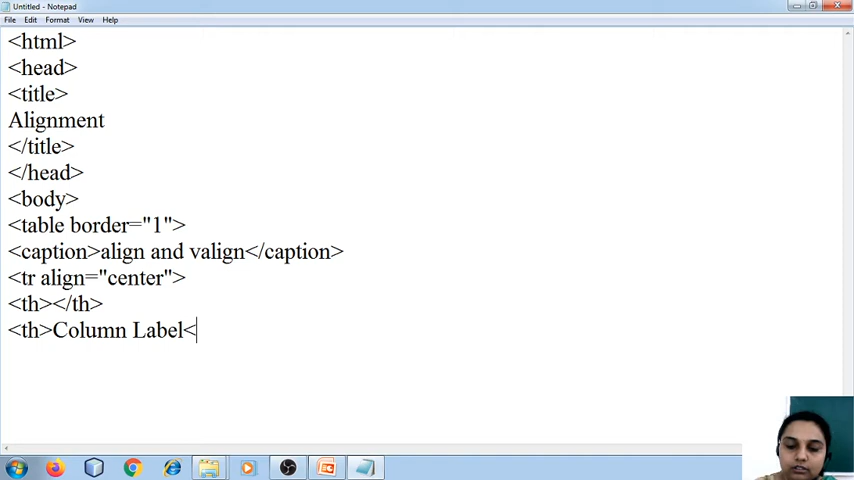 Untitled - Notepad
File Edit Format View Help
<html>
<head>
<title>
Alignment
</title>
</head>
<body>
<table border="1">
<caption>align and valign</caption>
<tr align="center">
<th></th>
<th>Column Label<